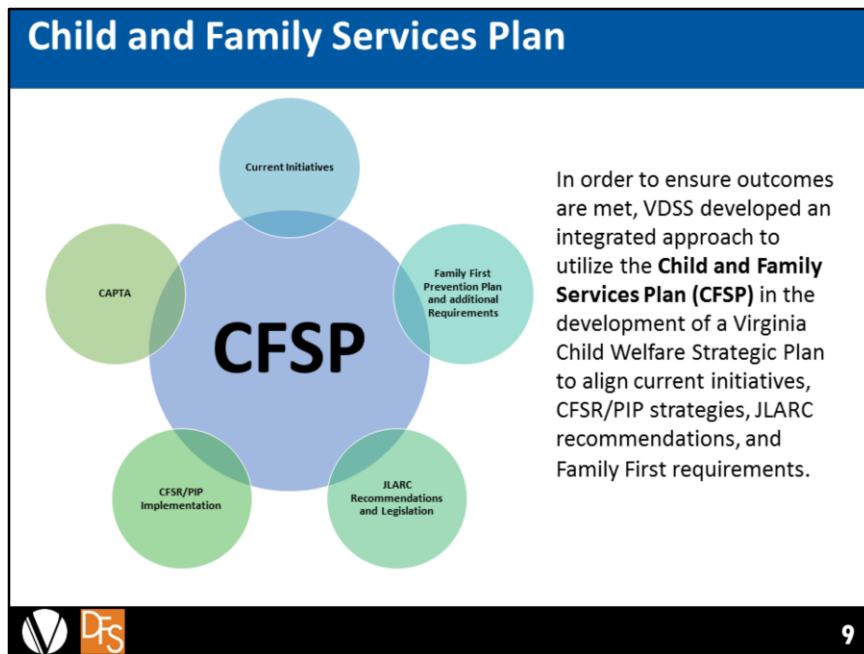 Child and Family Services Plan
Current Initiatives
CAPTA
Family First
Prevention Plan
and additional
Requirements
CFSP
CFSR/PIP
Implementation
JLARC
Recommendations
and Legislation
In order to ensure outcomes
are met, VDSS developed an
integrated approach to
utilize the Child and Family
Services Plan (CFSP) in the
development of a Virginia
Child Welfare Strategic Plan
to align current initiatives,
CFSR/PIP strategies, JLARC
recommendations, and
Family First requirements.
V
DFS
9